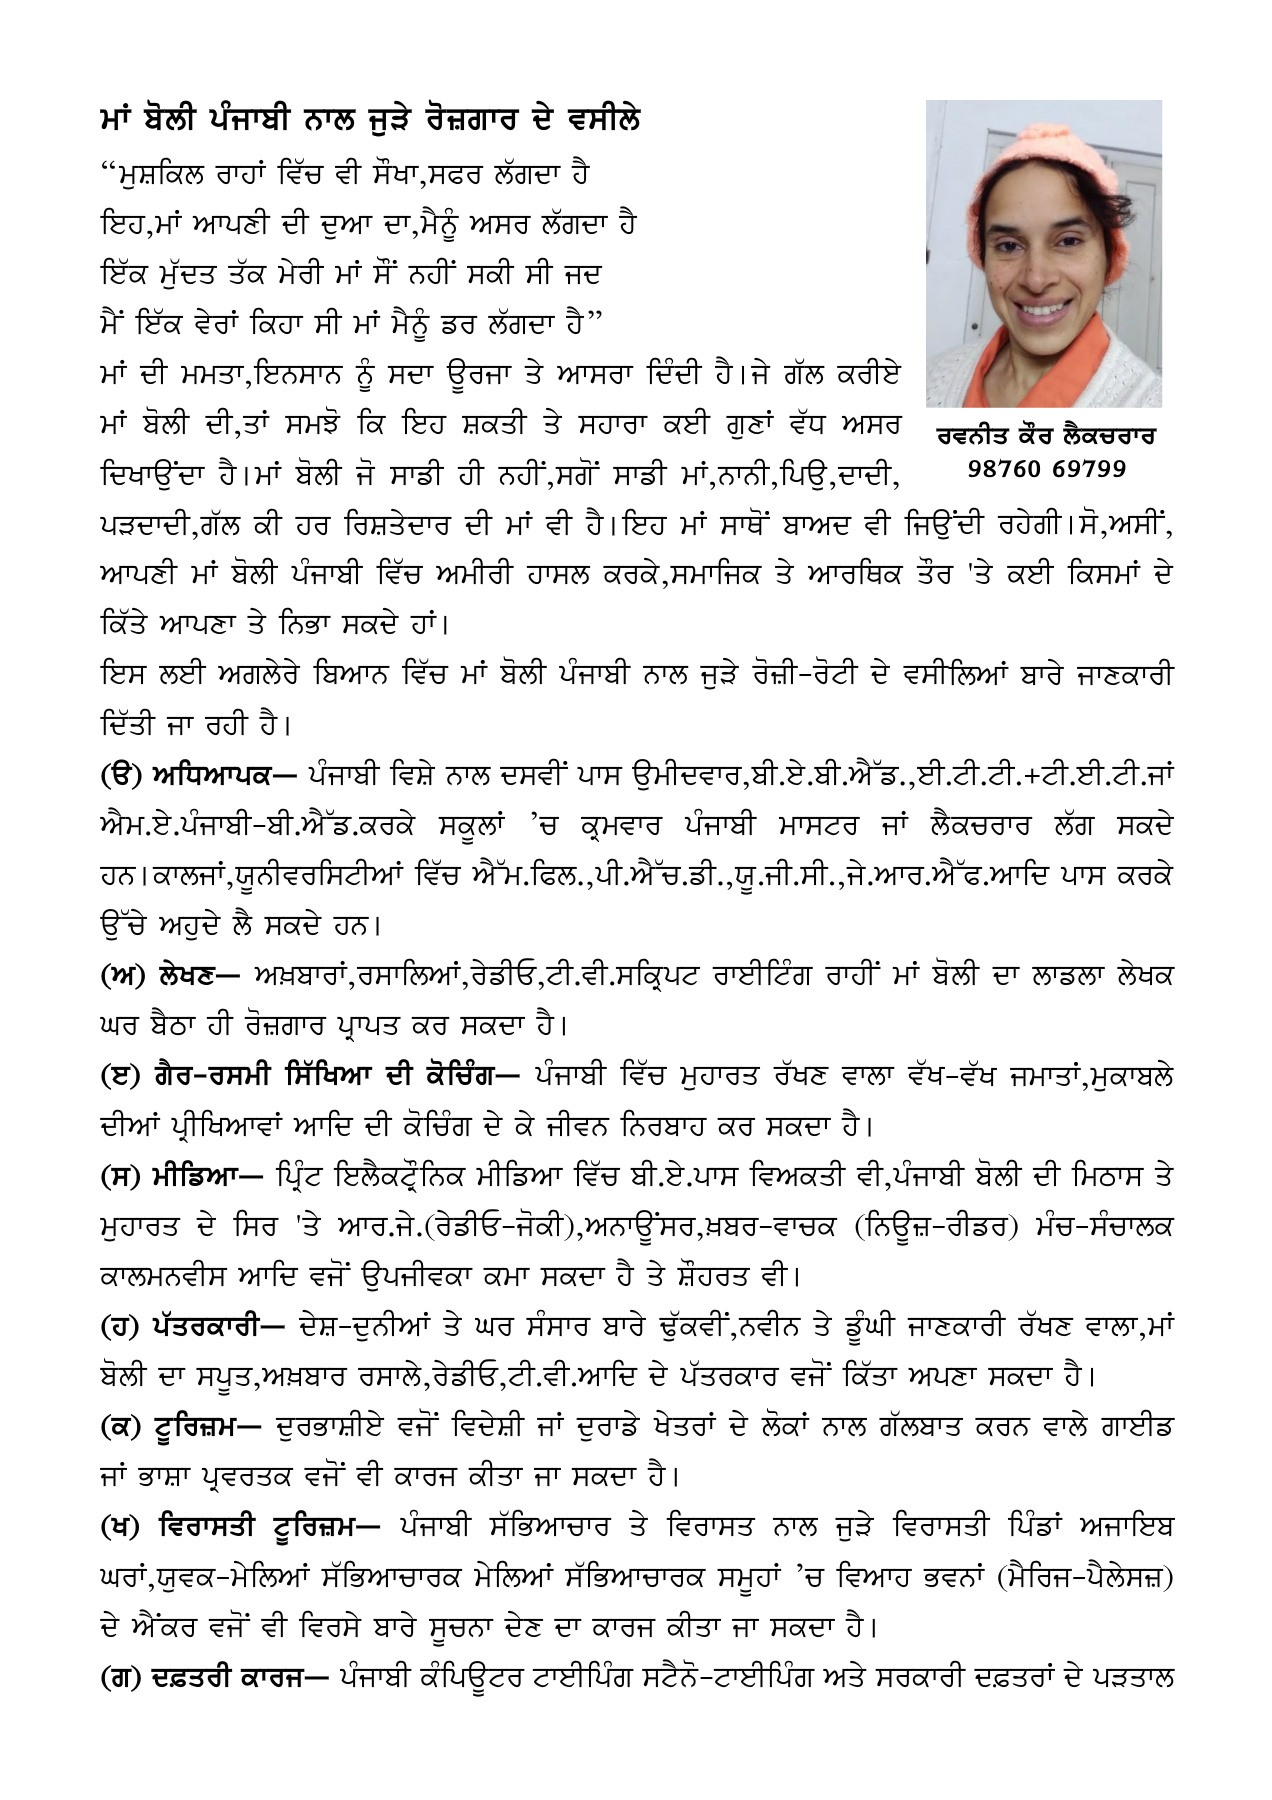 ਮਾਂ ਬੋਲੀ ਪੰਜਾਬੀ ਨਾਲ ਜੁੜੇ ਰੋਜ਼ਗਾਰ ਦੇ ਵਸੀਲੇ
“ਮੁਸ਼ਕਿਲ ਰਾਹਾਂ ਵਿੱਚ ਵੀ ਸੌਖਾ,ਸਫਰ ਲੱਗਦਾ ਹੈ
ਇਹ,ਮਾਂ ਆਪਣੀ ਦੀ ਦੁਆ ਦਾ,ਮੈਨੂੰ ਅਸਰ ਲੱਗਦਾ ਹੈ
ਇੱਕ ਮੁੱਦਤ ਤੱਕ ਮੇਰੀ ਮਾਂ ਸੌਂ ਨਹੀਂ ਸਕੀ ਸੀ ਜਦ
ਮੈਂ ਇੱਕ ਵੇਰਾਂ ਕਿਹਾ ਸੀ ਮਾਂ ਮੈਨੂੰ ਡਰ ਲੱਗਦਾ ਹੈ”
ਮਾਂ ਦੀ ਮਮਤਾ,ਇਨਸਾਨ ਨੂੰ ਸਦਾ ਊਰਜਾ ਤੇ ਆਸਰਾ ਦਿੰਦੀ ਹੈ।ਜੇ ਗੱਲ ਕਰੀਏ
ਮਾਂ ਬੋਲੀ ਦੀ,ਤਾਂ ਸਮਝੋ ਕਿ ਇਹ ਸ਼ਕਤੀ ਤੇ ਸਹਾਰਾ ਕਈ ਗੁਣਾਂ ਵੱਧ ਅਸਰ
ਦਿਖਾਉਂਦਾ ਹੈ।ਮਾਂ ਬੋਲੀ ਜੋ ਸਾਡੀ ਹੀ ਨਹੀਂ,ਸਗੋਂ ਸਾਡੀ ਮਾਂ,ਨਾਨੀ,ਪਿਉ,ਦਾਦੀ,
ਰਵਨੀਤ ਕੌਰ ਲੈਕਚਰਾਰ
98760 69799
ਪੜਦਾਦੀ,ਗੱਲ ਕੀ ਹਰ ਰਿਸ਼ਤੇਦਾਰ ਦੀ ਮਾਂ ਵੀ ਹੈ।ਇਹ ਮਾਂ ਸਾਥੋਂ ਬਾਅਦ ਵੀ ਜਿਉਂਦੀ ਰਹੇਗੀ।ਸੋ,ਅਸੀਂ,
ਆਪਣੀ ਮਾਂ ਬੋਲੀ ਪੰਜਾਬੀ ਵਿੱਚ ਅਮੀਰੀ ਹਾਸਲ ਕਰਕੇ,ਸਮਾਜਿਕ ਤੇ ਆਰਥਿਕ ਤੌਰ 'ਤੇ ਕਈ ਕਿਸਮਾਂ ਦੇ
ਕਿੱਤੇ ਆਪਣਾ ਤੇ ਨਿਭਾ ਸਕਦੇ ਹਾਂ।
ਇਸ ਲਈ ਅਗਲੇਰੇ ਬਿਆਨ ਵਿੱਚ ਮਾਂ ਬੋਲੀ ਪੰਜਾਬੀ ਨਾਲ ਜੁੜੇ ਰੋਜ਼ੀ-ਰੋਟੀ ਦੇ ਵਸੀਲਿਆਂ ਬਾਰੇ ਜਾਣਕਾਰੀ
ਦਿੱਤੀ ਜਾ ਰਹੀ ਹੈ।
(ੳ) ਅਧਿਆਪਕ— ਪੰਜਾਬੀ ਵਿਸ਼ੇ ਨਾਲ ਦਸਵੀਂ ਪਾਸ ਉਮੀਦਵਾਰ,ਬੀ.ਏ.ਬੀ.ਐੱਡ.,ਈ.ਟੀ.ਟੀ.+ਟੀ.ਈ.ਟੀ.ਜਾਂ
ਐਮ.ਏ.ਪੰਜਾਬੀ-ਬੀ.ਐੱਡ.ਕਰਕੇ ਸਕੂਲਾਂ ’ਚ ਕ੍ਰਮਵਾਰ ਪੰਜਾਬੀ ਮਾਸਟਰ ਜਾਂ ਲੈਕਚਰਾਰ ਲੱਗ ਸਕਦੇ
ਹਨ।ਕਾਲਜਾਂ,ਯੂਨੀਵਰਸਿਟੀਆਂ ਵਿੱਚ ਐੱਮ.ਫਿਲ.,ਪੀ.ਐੱਚ.ਡੀ.,ਯੂ.ਜੀ.ਸੀ.,ਜੇ.ਆਰ.ਐੱਫ.ਆਦਿ ਪਾਸ ਕਰਕੇ
ਉੱਚੇ ਅਹੁਦੇ ਲੈ ਸਕਦੇ ਹਨ।
(ਅ) ਲੇਖਣ— ਅਖ਼ਬਾਰਾਂ,ਰਸਾਲਿਆਂ,ਰੇਡੀਓ,ਟੀ.ਵੀ.ਸਕ੍ਰਿਪਟ ਰਾਈਟਿੰਗ ਰਾਹੀਂ ਮਾਂ ਬੋਲੀ ਦਾ ਲਾਡਲਾ ਲੇਖਕ
ਘਰ ਬੈਠਾ ਹੀ ਰੋਜ਼ਗਾਰ ਪ੍ਰਾਪਤ ਕਰ ਸਕਦਾ ਹੈ।
(ੲ) ਗੈਰ-ਰਸਮੀ ਸਿੱਖਿਆ ਦੀ ਕੋਚਿੰਗ— ਪੰਜਾਬੀ ਵਿੱਚ ਮੁਹਾਰਤ ਰੱਖਣ ਵਾਲਾ ਵੱਖ-ਵੱਖ ਜਮਾਤਾਂ,ਮੁਕਾਬਲੇ
ਦੀਆਂ ਪ੍ਰੀਖਿਆਵਾਂ ਆਦਿ ਦੀ ਕੋਚਿੰਗ ਦੇ ਕੇ ਜੀਵਨ ਨਿਰਬਾਹ ਕਰ ਸਕਦਾ ਹੈ।
(ਸ) ਮੀਡਿਆ— ਪ੍ਰਿੰਟ ਇਲੈਕਟ੍ਰੌਨਿਕ ਮੀਡਿਆ ਵਿੱਚ ਬੀ.ਏ.ਪਾਸ ਵਿਅਕਤੀ ਵੀ,ਪੰਜਾਬੀ ਬੋਲੀ ਦੀ ਮਿਠਾਸ ਤੇ
ਮੁਹਾਰਤ ਦੇ ਸਿਰ 'ਤੇ ਆਰ.ਜੇ.(ਰੇਡੀਓ-ਜੋਕੀ),ਅਨਾਊਂਸਰ,ਖ਼ਬਰ-ਵਾਚਕ (ਨਿਊਜ਼-ਰੀਡਰ) ਮੰਚ-ਸੰਚਾਲਕ
ਕਾਲਮਨਵੀਸ ਆਦਿ ਵਜੋਂ ਉਪਜੀਵਕਾ ਕਮਾ ਸਕਦਾ ਹੈ ਤੇ ਸ਼ੌਹਰਤ ਵੀ।
(ਹ) ਪੱਤਰਕਾਰੀ— ਦੇਸ਼-ਦੁਨੀਆਂ ਤੇ ਘਰ ਸੰਸਾਰ ਬਾਰੇ ਢੁੱਕਵੀਂ,ਨਵੀਨ ਤੇ ਡੂੰਘੀ ਜਾਣਕਾਰੀ ਰੱਖਣ ਵਾਲਾ,ਮਾਂ
ਬੋਲੀ ਦਾ ਸਪੂਤ,ਅਖ਼ਬਾਰ ਰਸਾਲੇ,ਰੇਡੀਓ,ਟੀ.ਵੀ.ਆਦਿ ਦੇ ਪੱਤਰਕਾਰ ਵਜੋਂ ਕਿੱਤਾ ਅਪਣਾ ਸਕਦਾ ਹੈ।
(ਕ) ਟੂਰਿਜ਼ਮ— ਦੁਰਭਾਸ਼ੀਏ ਵਜੋਂ ਵਿਦੇਸ਼ੀ ਜਾਂ ਦੁਰਾਡੇ ਖੇਤਰਾਂ ਦੇ ਲੋਕਾਂ ਨਾਲ ਗੱਲਬਾਤ ਕਰਨ ਵਾਲੇ ਗਾਈਡ
ਜਾਂ ਭਾਸ਼ਾ ਪ੍ਰਵਰਤਕ ਵਜੋਂ ਵੀ ਕਾਰਜ ਕੀਤਾ ਜਾ ਸਕਦਾ ਹੈ।
(ਖ) ਵਿਰਾਸਤੀ ਟੂਰਿਜ਼ਮ— ਪੰਜਾਬੀ ਸੱਭਿਆਚਾਰ ਤੇ ਵਿਰਾਸਤ ਨਾਲ ਜੁੜੇ ਵਿਰਾਸਤੀ ਪਿੰਡਾਂ ਅਜਾਇਬ
ਘਰਾਂ,ਯੁਵਕ-ਮੇਲਿਆਂ ਸੱਭਿਆਚਾਰਕ ਮੇਲਿਆਂ ਸੱਭਿਆਚਾਰਕ ਸਮੂਹਾਂ ’ਚ ਵਿਆਹ ਭਵਨਾਂ (ਮੈਰਿਜ-ਪੈਲੇਸਜ਼)
ਦੇ ਐਂਕਰ ਵਜੋਂ ਵੀ ਵਿਰਸੇ ਬਾਰੇ ਸੂਚਨਾ ਦੇਣ ਦਾ ਕਾਰਜ ਕੀਤਾ ਜਾ ਸਕਦਾ ਹੈ।
(ਗ) ਦਫ਼ਤਰੀ ਕਾਰਜ— ਪੰਜਾਬੀ ਕੰਪਿਊਟਰ ਟਾਈਪਿੰਗ ਸਟੈਨੋ-ਟਾਈਪਿੰਗ ਅਤੇ ਸਰਕਾਰੀ ਦਫ਼ਤਰਾਂ ਦੇ ਪੜਤਾਲ